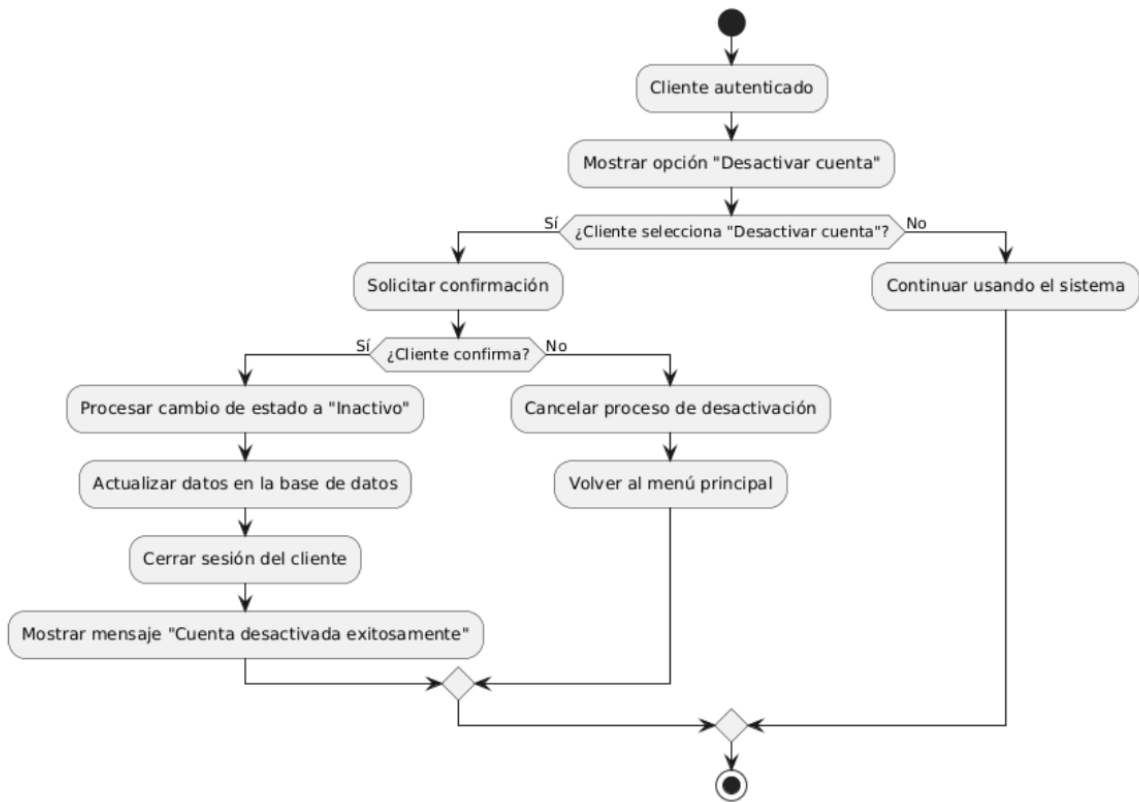 Cliente autenticado
Mostrar opción "Desactivar cuenta"
Sí
¿Cliente selecciona "Desactivar cuenta"?
No
Solicitar confirmación
Continuar usando el sistema
Sí
¿Cliente confirma?
No
Procesar cambio de estado a "Inactivo"
Cancelar proceso de desactivación
Actualizar datos en la base de datos
Volver al menú principal
Cerrar sesión del cliente
Mostrar mensaje "Cuenta desactivada exitosamente"